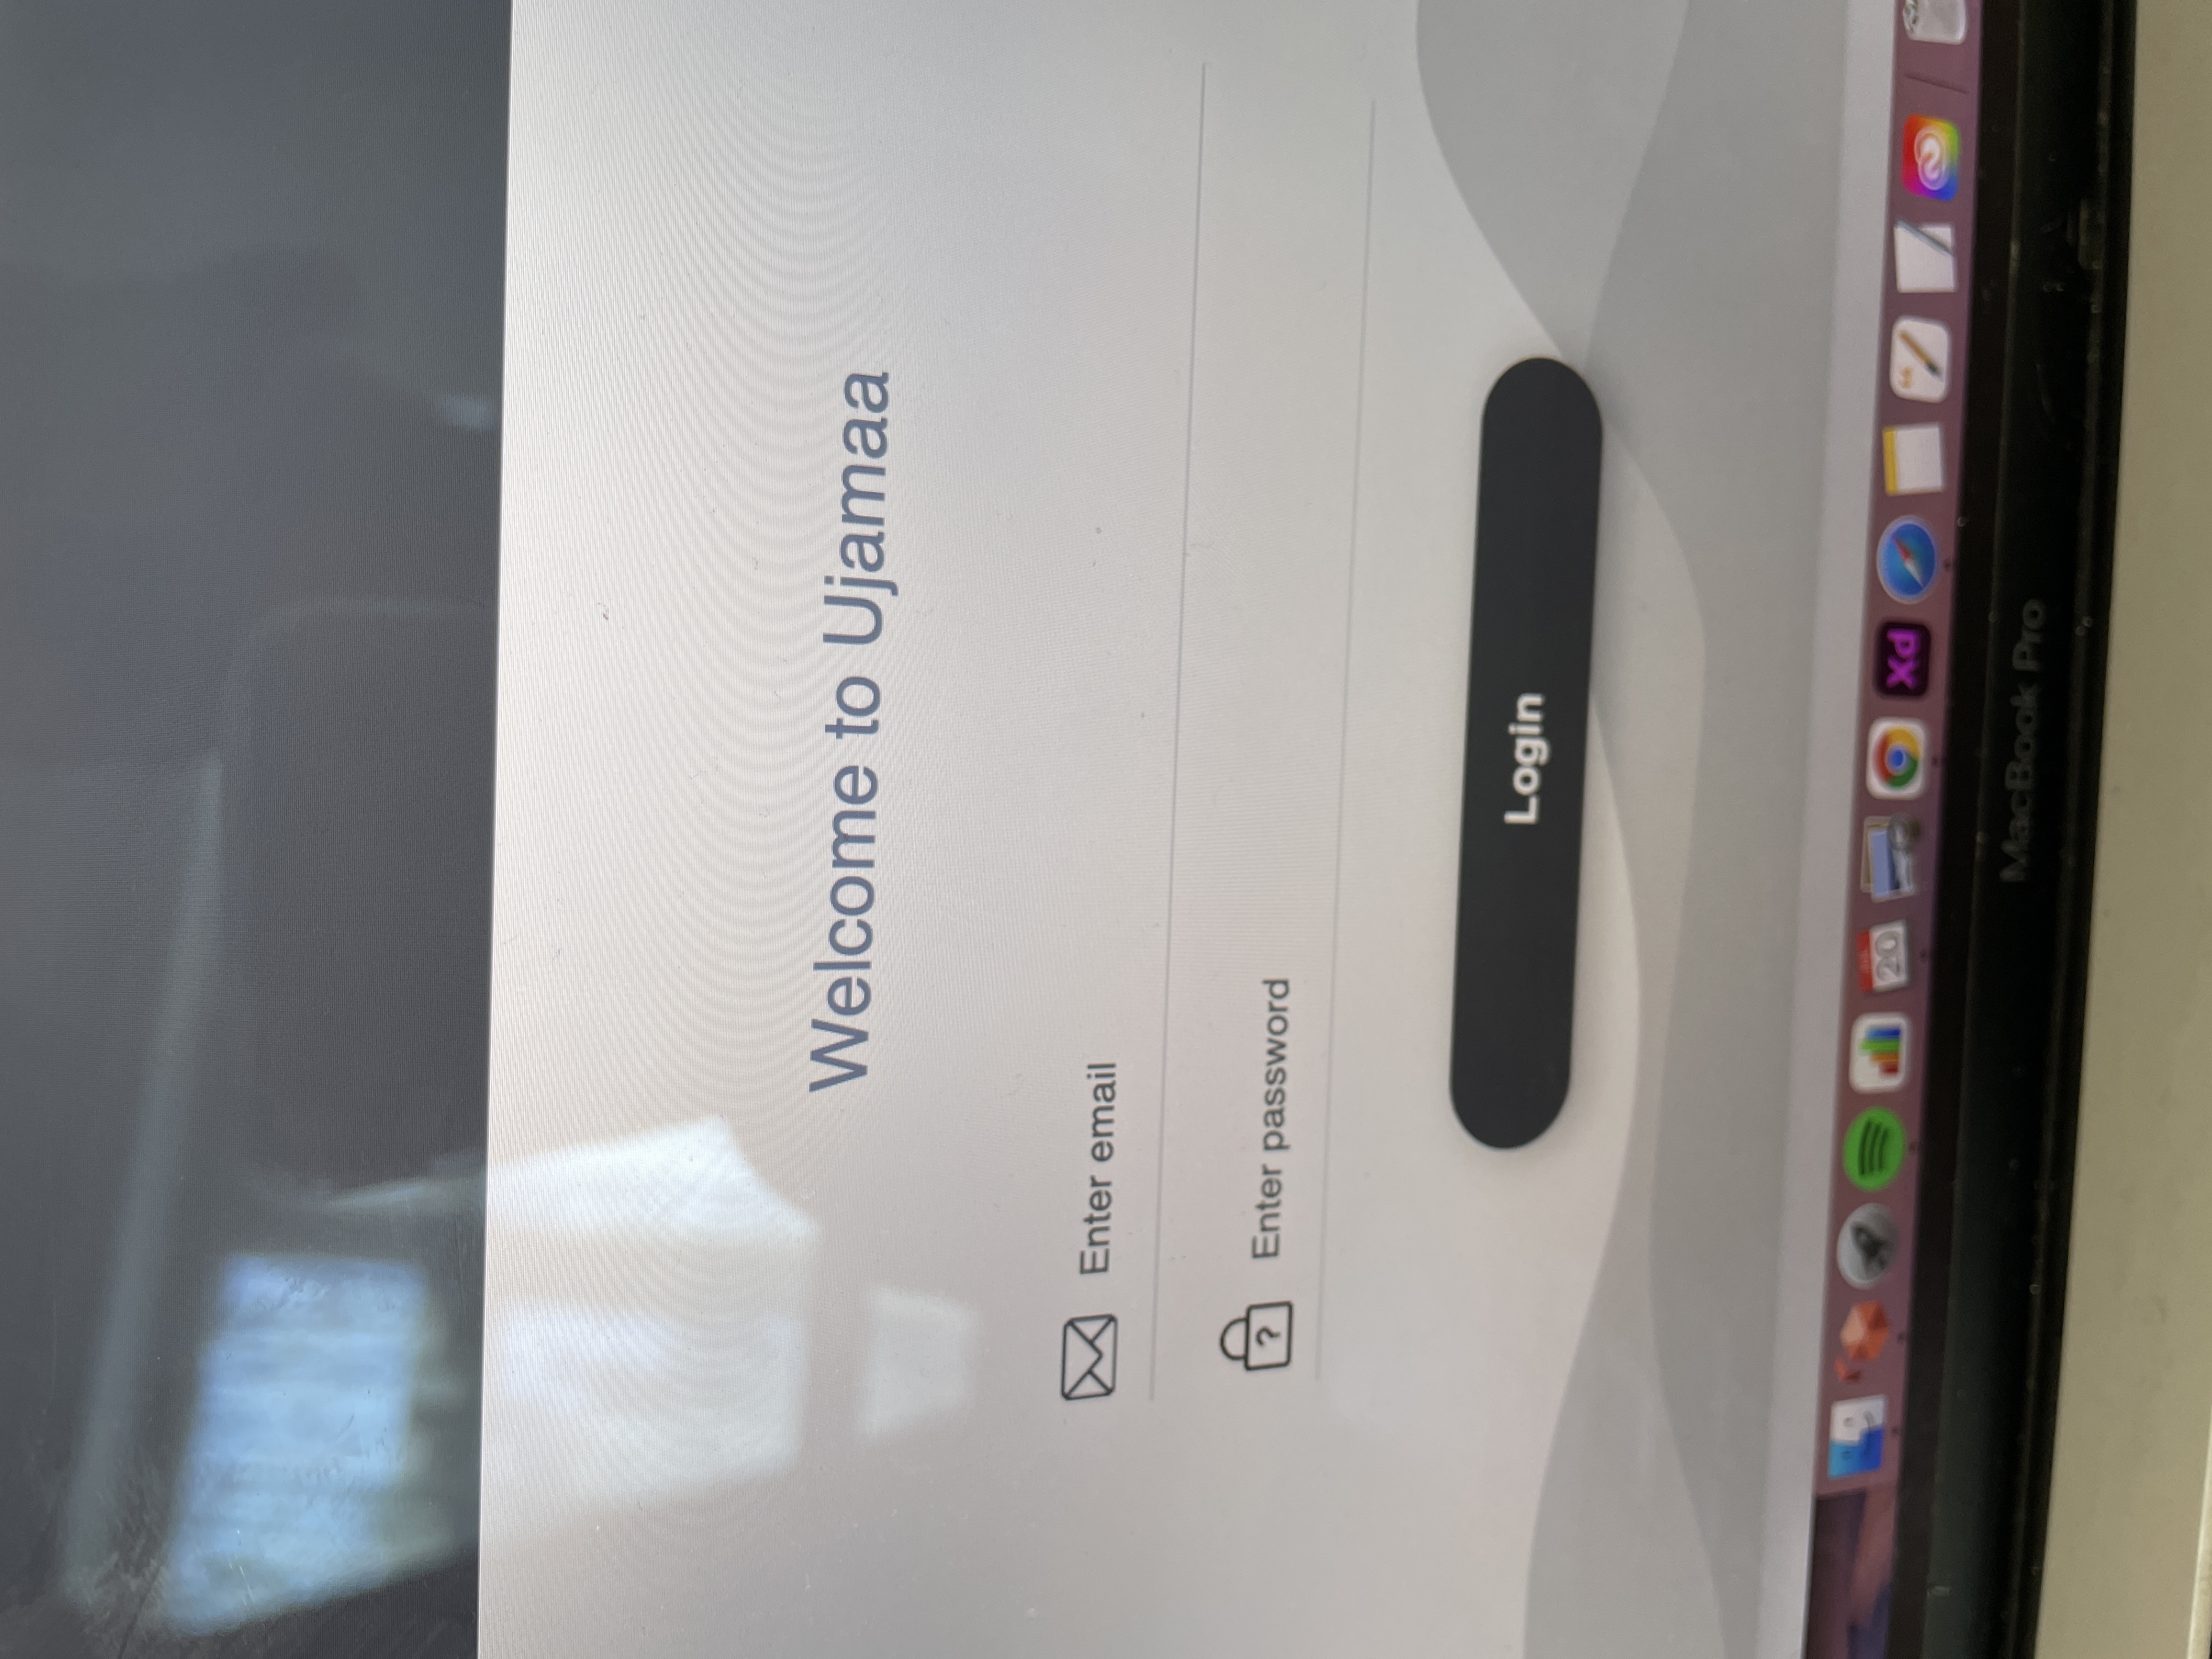 Welcome to Ujamaa
Enter email
?
Enter password
Login
20
Xd
MacBook Pro